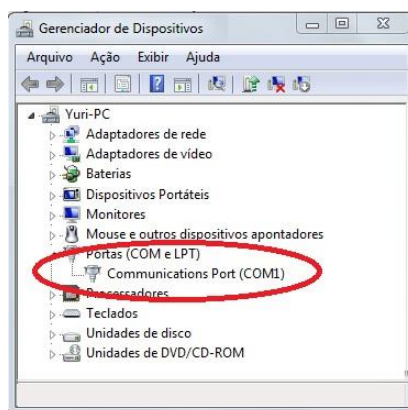 Gerenciador de Dispositivos
Arquivo Ação Exibir Ajuda
Yuri-PC
Adaptadores de rede
Adaptadores de vídeo
Baterias
Dispositivos Portáteis
Monitores
Mouse e outros dispositivos apontadores
Portas (COM e LPT)
Communications Port (COM1)
Processadores
Teclados
Unidades de disco
Unidades de DVD/CD-ROM